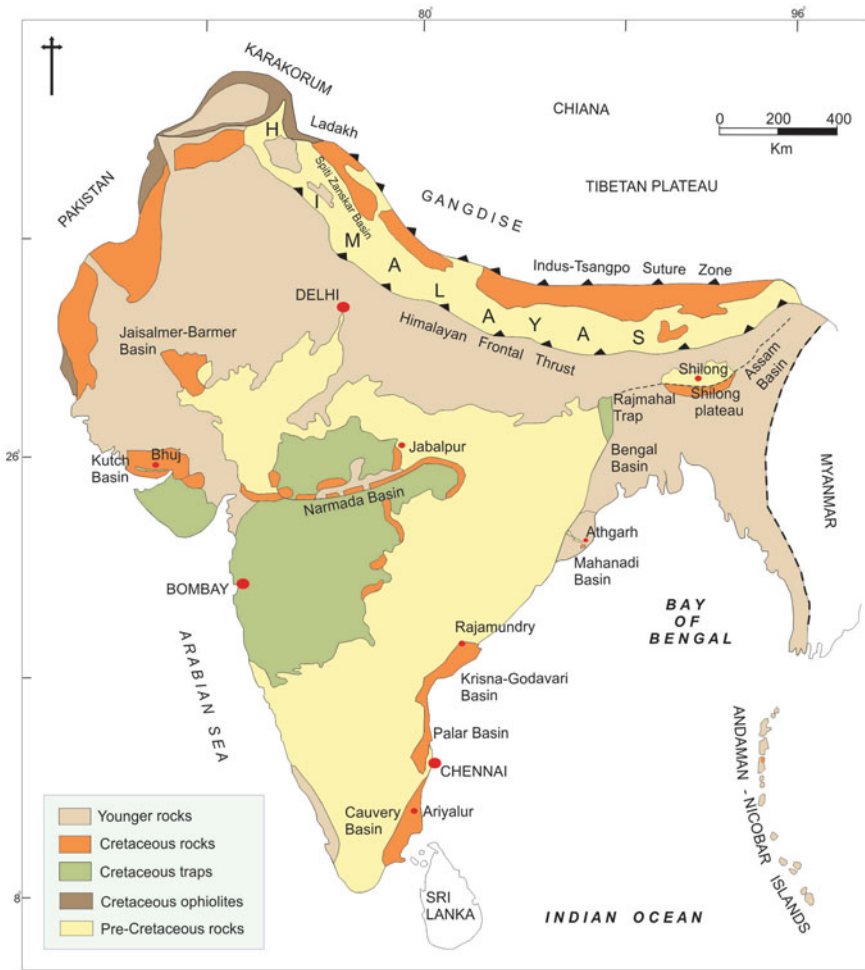 80°
96°
KARAKORUM
CHIANA
200 0 200 400
Km
Ladakh
H I M A L A Y A S
Spiti Zanskar Basin
TIBETAN PLATEAU
PAKISTAN
GANGDISE
Indus-Tsangpo Suture Zone
DELHI
Himalayan Frontal Thrust
Jaisalmer-Barmer
Basin
Shilong
Shilong
plateau
Assam
Basin
Rajmahal
Trap
26°
Bhuj
Kutch
Basin
Jabalpur
Bengal
Basin
MYANMAR
Narmada Basin
Athgarh
Mahanadi
Basin
BOMBAY
BAY
OF
BENGAL
Rajamundry
ARABIAN SEA
Krisna-Godavari
Basin
Palar Basin
CHENNAI
ANDAMAN - NICOBAR ISLANDS
Cauvery
Basin
Ariyalur
Younger rocks
Cretaceous rocks
Cretaceous traps
Cretaceous ophiolites
Pre-Cretaceous rocks
8°
SRI
LANKA
INDIAN OCEAN